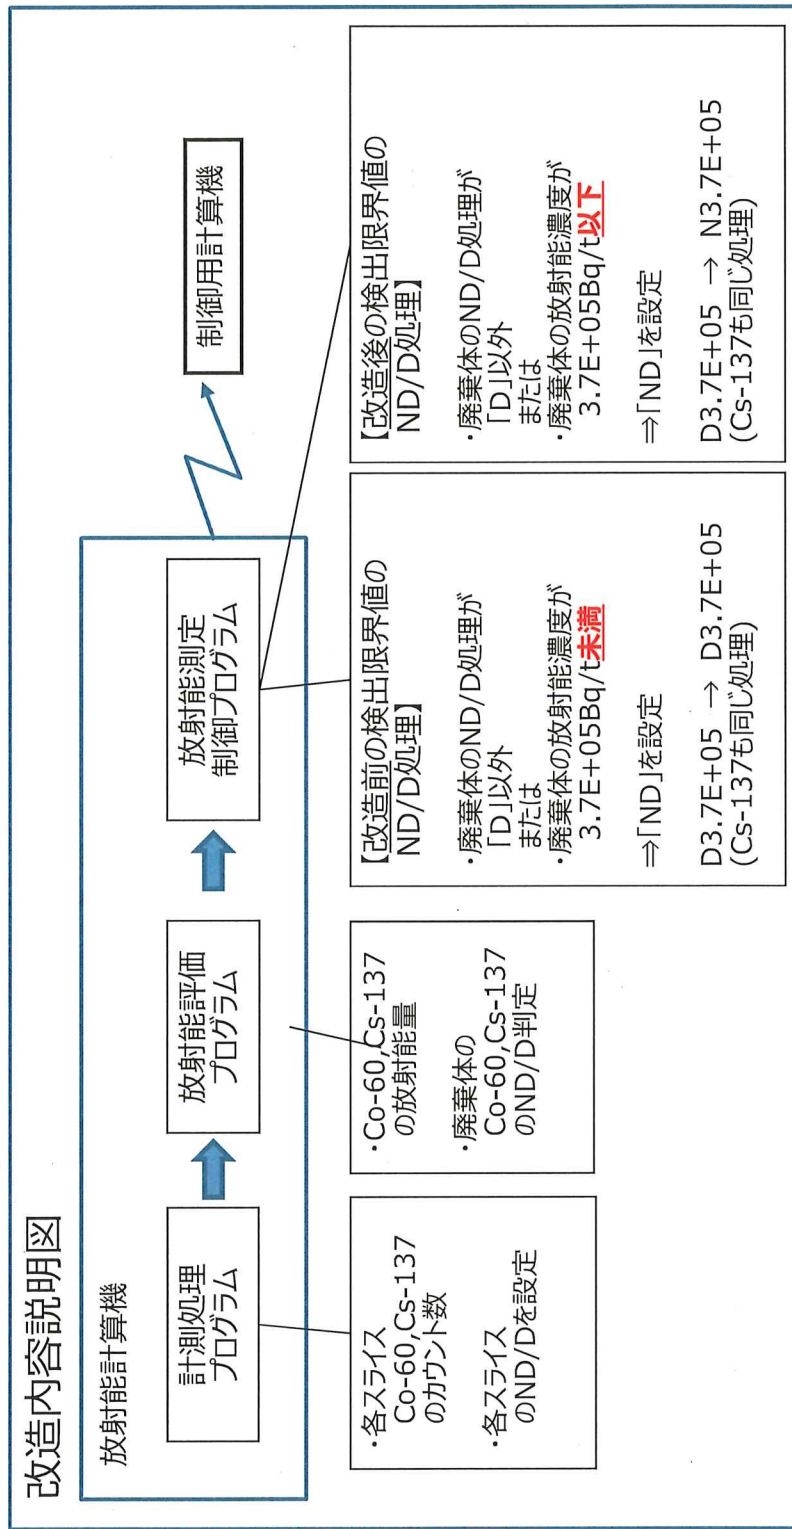 改造内容説明図
放射能計算機
計測処理
プログラム
放射能評価
プログラム
放射能測定
制御プログラム
制御用計算機
・各スライス
Co-60,Cs-137
のカウント数
・各スライス
のND/Dを設定
・Co-60,Cs-137
の放射能量
・廃棄体の
Co-60,Cs-137
のND/D判定
【改造前の検出限界値の
ND/D処理】
・廃棄体のND/D処理が
「D」以外
または
・廃棄体の放射能濃度が
3.7E+05Bq/t未満
⇒「ND」を設定
D3.7E+05 → D3.7E+05
(Cs-137も同じ処理)
【改造後の検出限界値の
ND/D処理】
・廃棄体のND/D処理が
「D」以外
または
・廃棄体の放射能濃度が
3.7E+05Bq/t以下
⇒「ND」を設定
D3.7E+05 → N3.7E+05
(Cs-137も同じ処理)